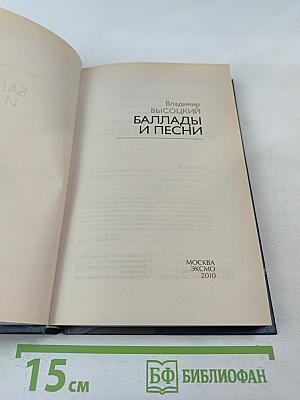 Владимир
ВЫСОЦКИЙ
БАЛЛАДЫ
И ПЕСНИ
МОСКВА
ЭКСМО
2010
15 см
БФ БИБЛИОФАН